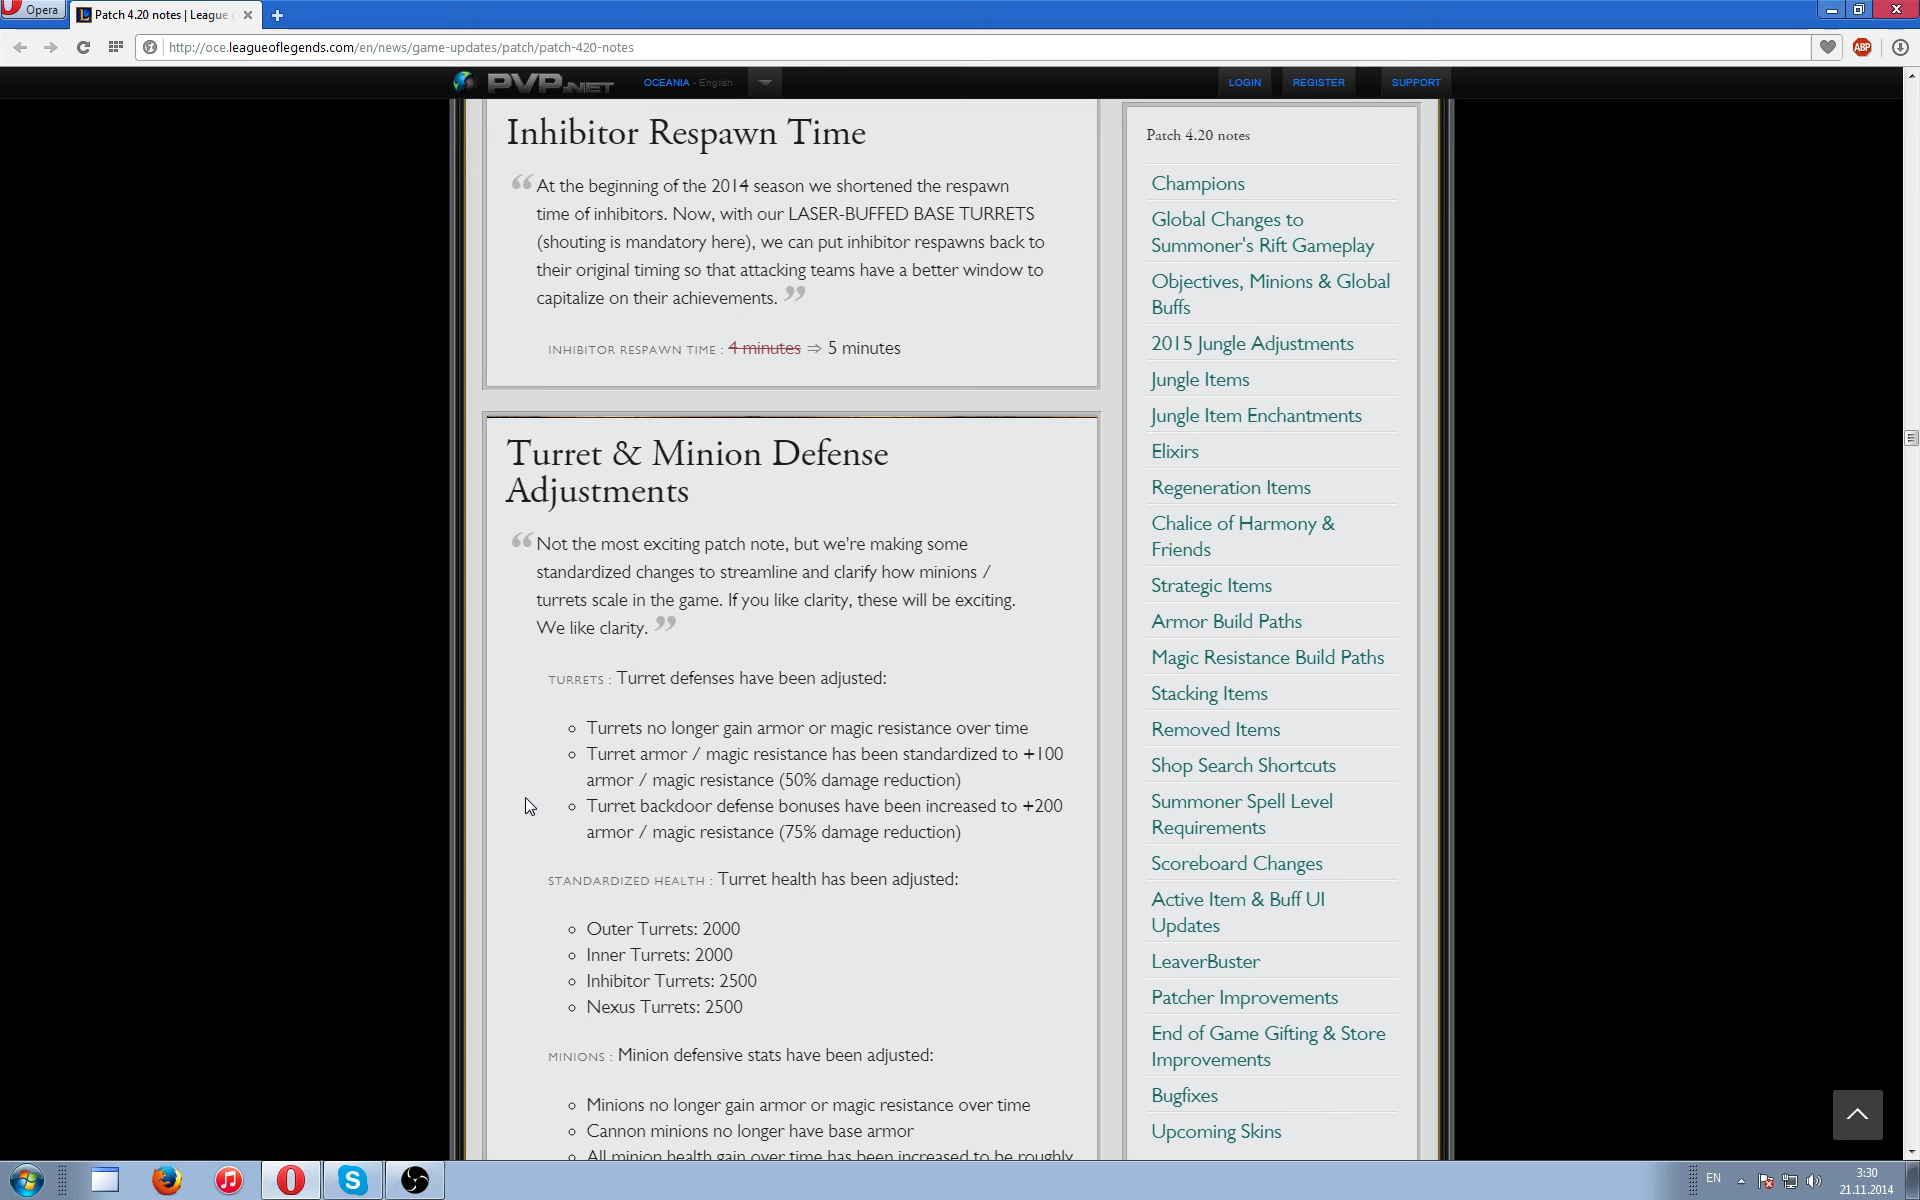 Opera
Patch 4.20 notes | League o
http://oce.leagueoflegends.com/en/news/game-updates/patch/patch-420-notes
ABP
PVP.NET
OCEANIA - English
LOGIN
REGISTER
SUPPORT
Inhibitor Respawn Time
“ At the beginning of the 2014 season we shortened the respawn
time of inhibitors. Now, with our LASER-BUFFED BASE TURRETS
(shouting is mandatory here), we can put inhibitor respawns back to
their original timing so that attacking teams have a better window to
capitalize on their achievements. ”
INHIBITOR RESPAWN TIME : 4 minutes ⇒ 5 minutes
Turret & Minion Defense
Adjustments
“ Not the most exciting patch note, but we're making some
standardized changes to streamline and clarify how minions /
turrets scale in the game. If you like clarity, these will be exciting.
We like clarity. ”
TURRETS : Turret defenses have been adjusted:
Turrets no longer gain armor or magic resistance over time
Turret armor / magic resistance has been standardized to +100
armor / magic resistance (50% damage reduction)
Turret backdoor defense bonuses have been increased to +200
armor / magic resistance (75% damage reduction)
STANDARDIZED HEALTH : Turret health has been adjusted:
Outer Turrets: 2000
Inner Turrets: 2000
Inhibitor Turrets: 2500
Nexus Turrets: 2500
MINIONS : Minion defensive stats have been adjusted:
Minions no longer gain armor or magic resistance over time
Cannon minions no longer have base armor
All minion health gain over time has been increased to be roughly
Patch 4.20 notes
Champions
Global Changes to
Summoner's Rift Gameplay
Objectives, Minions & Global
Buffs
2015 Jungle Adjustments
Jungle Items
Jungle Item Enchantments
Elixirs
Regeneration Items
Chalice of Harmony &
Friends
Strategic Items
Armor Build Paths
Magic Resistance Build Paths
Stacking Items
Removed Items
Shop Search Shortcuts
Summoner Spell Level
Requirements
Scoreboard Changes
Active Item & Buff UI
Updates
LeaverBuster
Patcher Improvements
End of Game Gifting & Store
Improvements
Bugfixes
Upcoming Skins
EN
3:30
21.11.2014